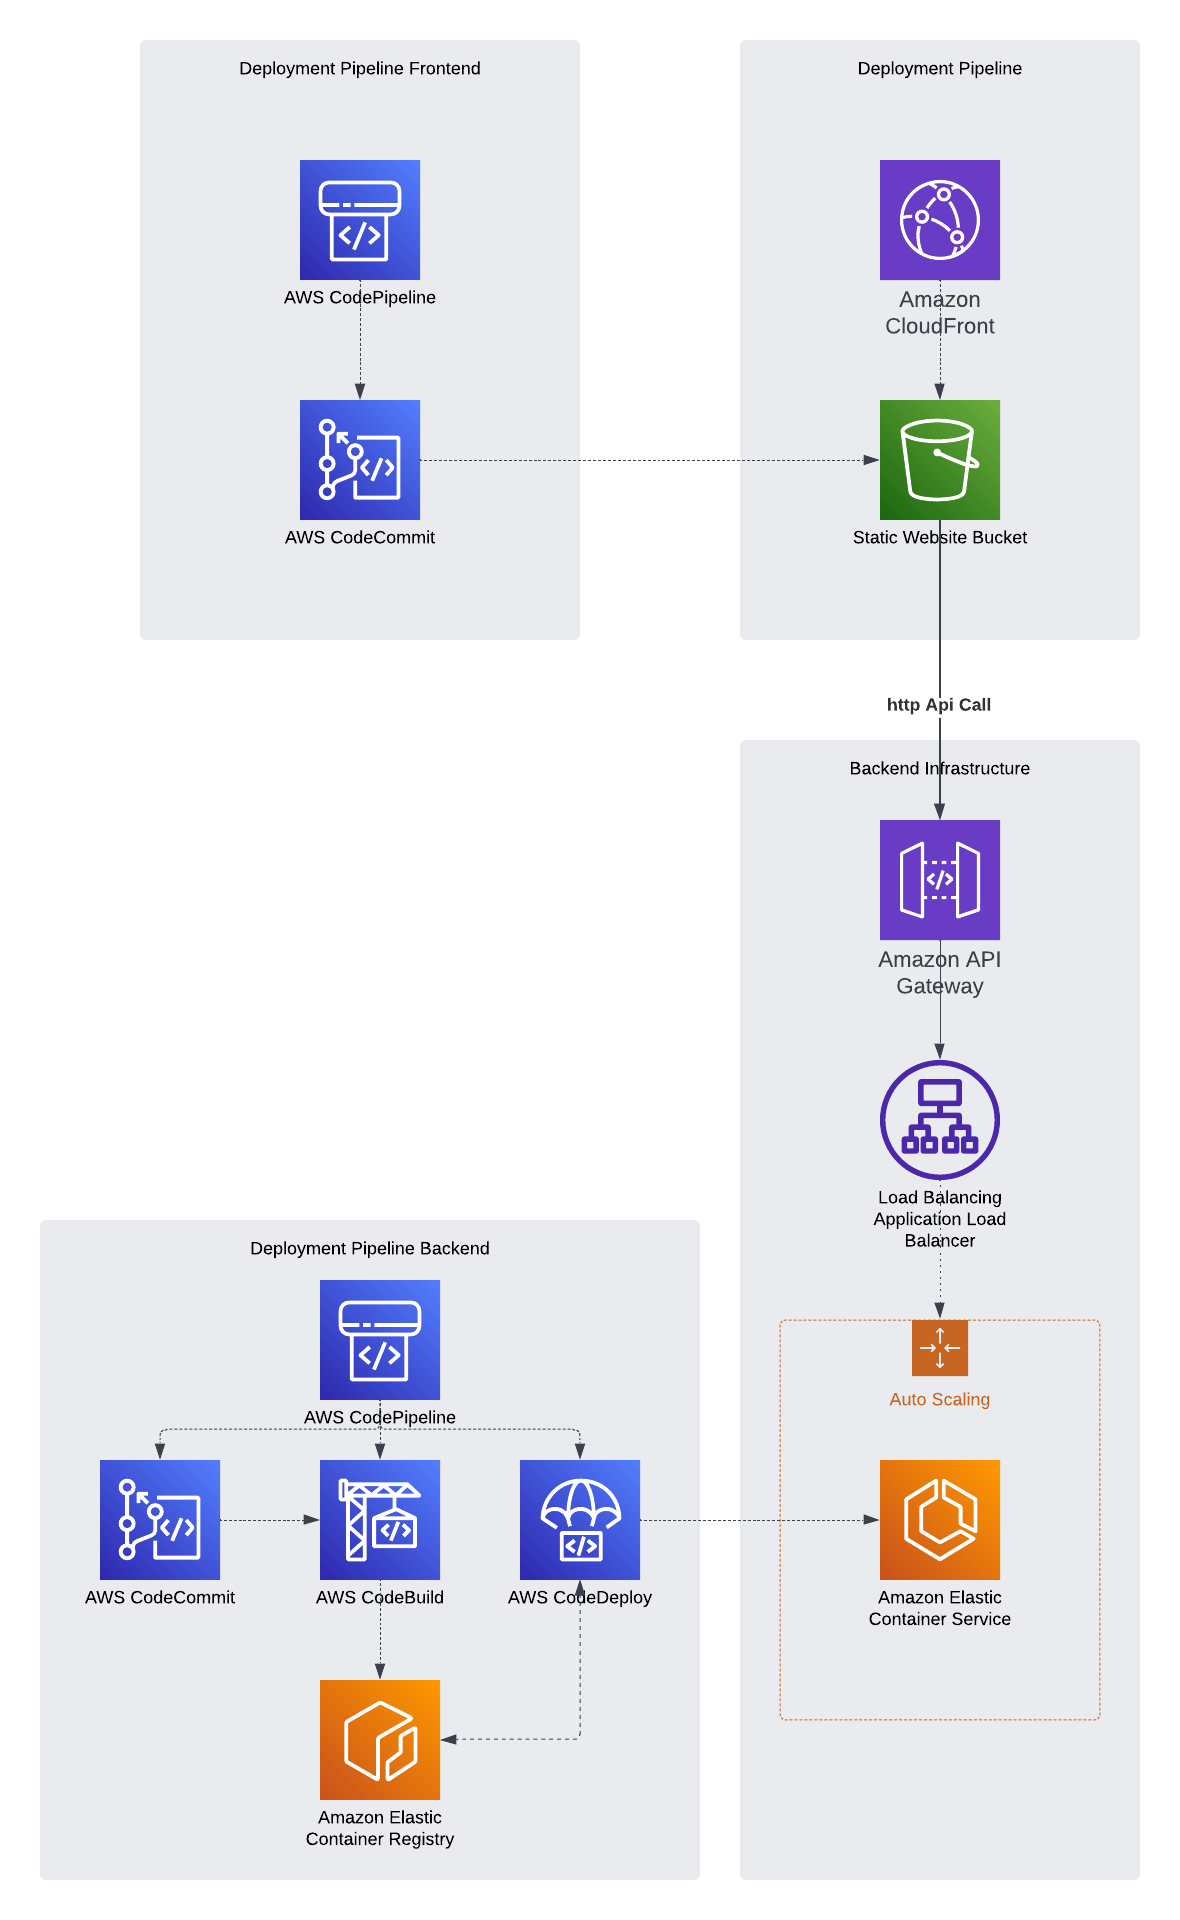 Deployment Pipeline Frontend
AWS CodePipeline
AWS CodeCommit
Deployment Pipeline
Amazon
CloudFront
Static Website Bucket
http Api Call
Backend Infrastructure
Amazon API
Gateway
Load Balancing
Application Load
Balancer
Auto Scaling
Amazon Elastic
Container Service
Deployment Pipeline Backend
AWS CodePipeline
AWS CodeCommit
AWS CodeBuild
AWS CodeDeploy
Amazon Elastic
Container Registry